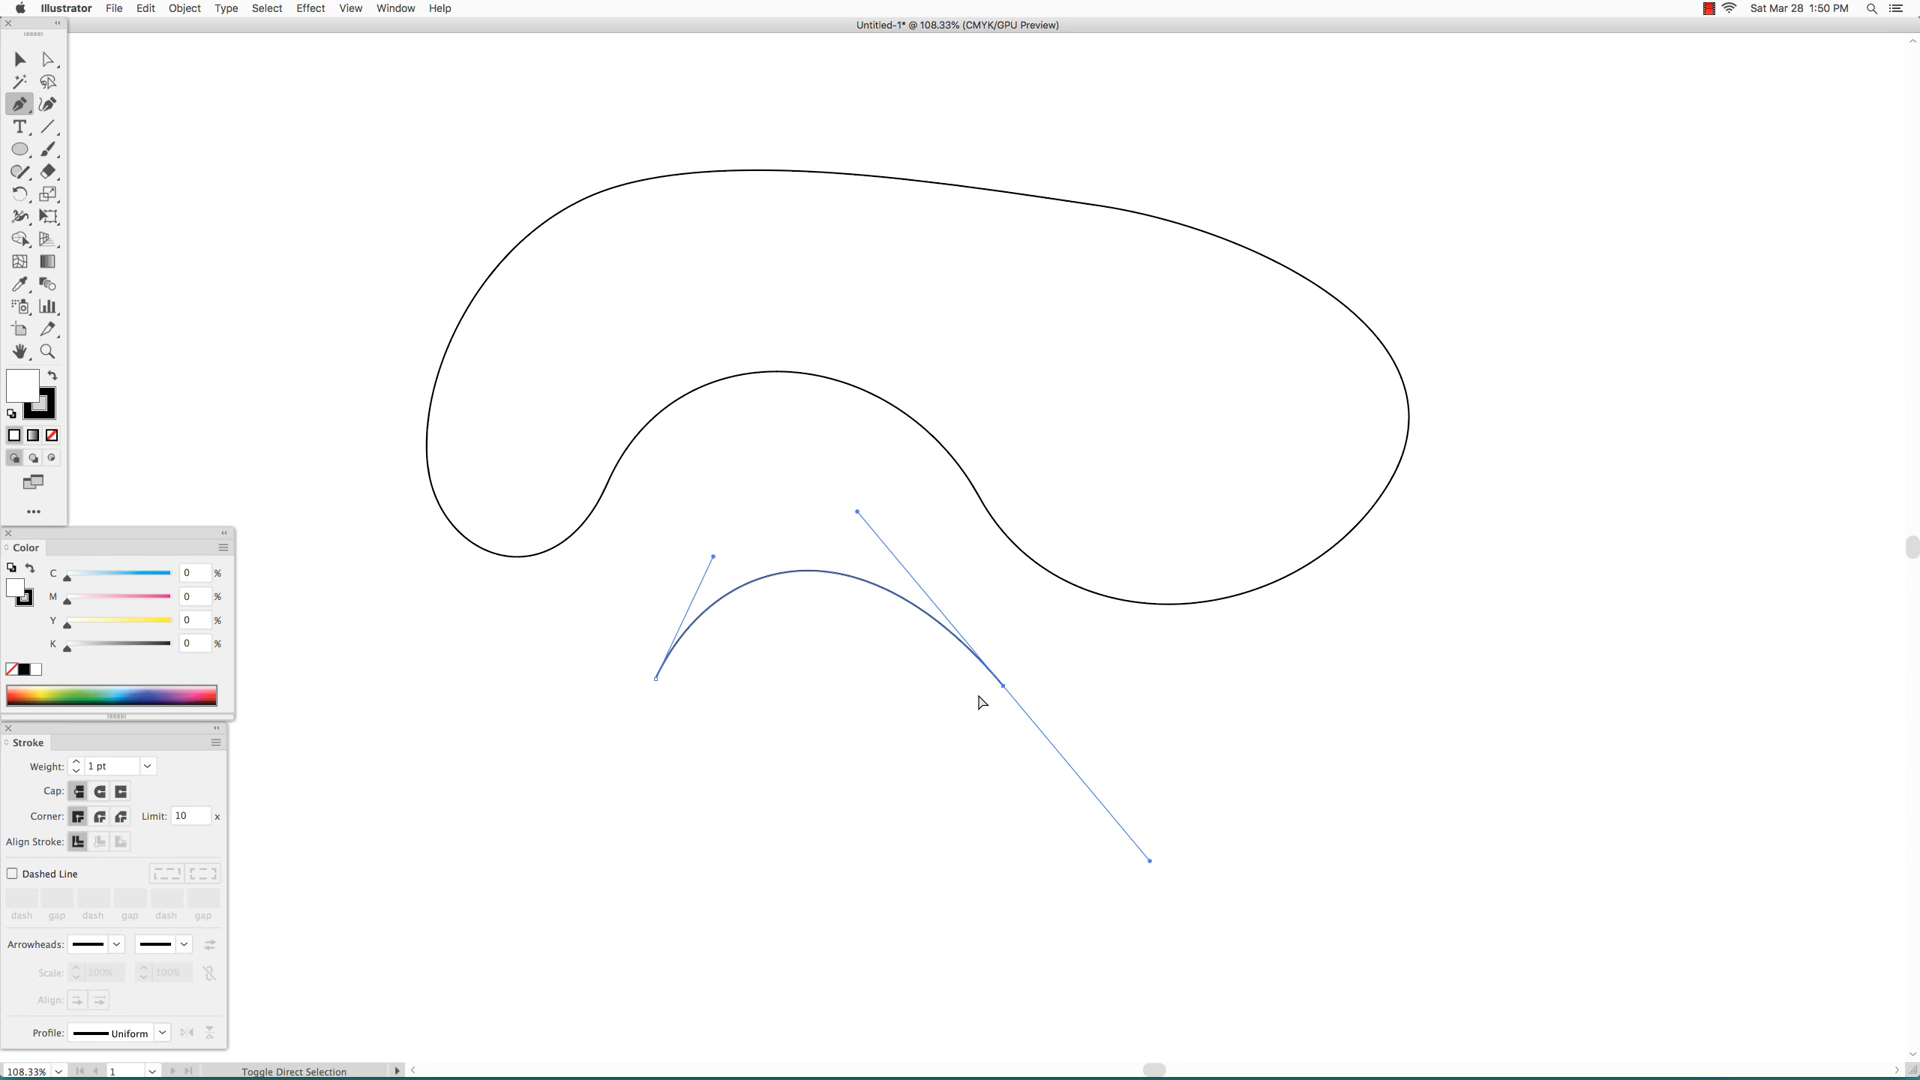 Illustrator File Edit Object Type Select Effect View Window Help Sat Mar 28 1:50 PM
Untitled-1* @ 108.33% (CMYK/GPU Preview)
Color
C 0 %
M 0 %
Y 0 %
K 0 %
Stroke
Weight: 1 pt
Cap:
Corner: Limit: 10 x
Align Stroke:
Dashed Line
dash gap dash gap dash gap
Arrowheads:
Scale: 100% 100%
Align:
Profile: Uniform
108.33% 1 Toggle Direct Selection